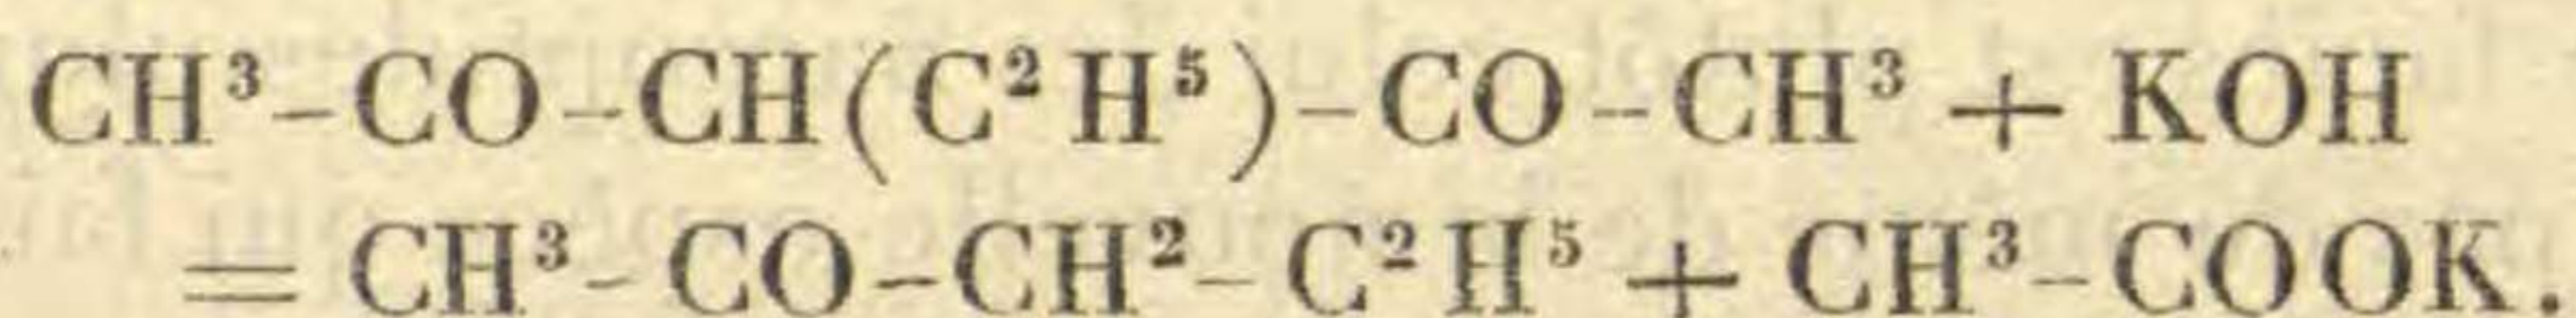 CH³–CO–CH(C²H⁵)–CO–CH³ + KOH
= CH³–CO–CH²–C²H⁵ + CH³–COOK.